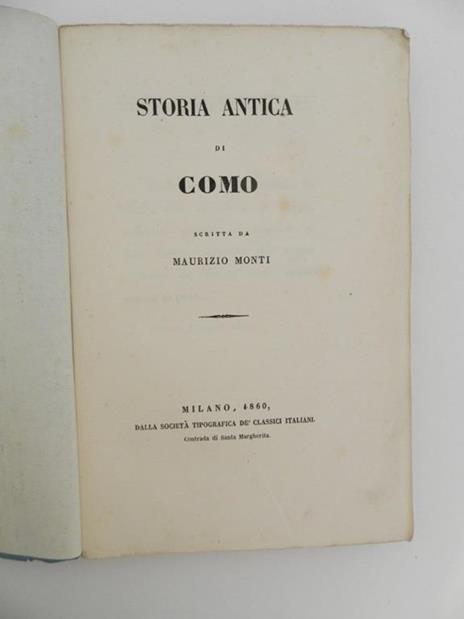 STORIA ANTICA
DI
COMO
SCRITTA DA
MAURIZIO MONTI
MILANO, 1860,
DALLA SOCIETÀ TIPOGRAFICA DE' CLASSICI ITALIANI.
Contrada di Santa Margherita.